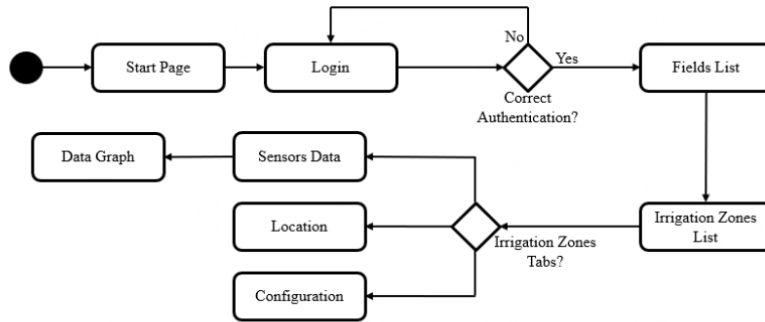 No
Start Page
Login
Yes
Fields List
Correct
Authentication?
Data Graph
Sensors Data
Location
Irrigation Zones
List
Irrigation Zones
Tabs?
Configuration